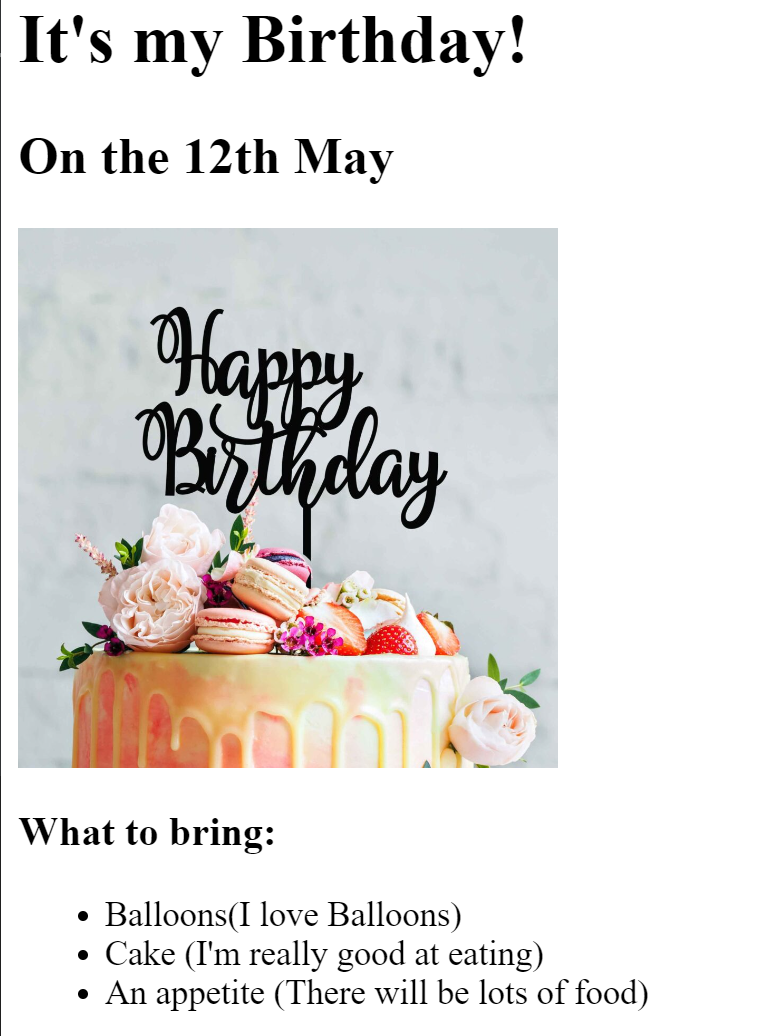 It's my Birthday!
On the 12th May
Happy
Birthday
What to bring:
Balloons(I love Balloons)
Cake (I'm really good at eating)
An appetite (There will be lots of food)